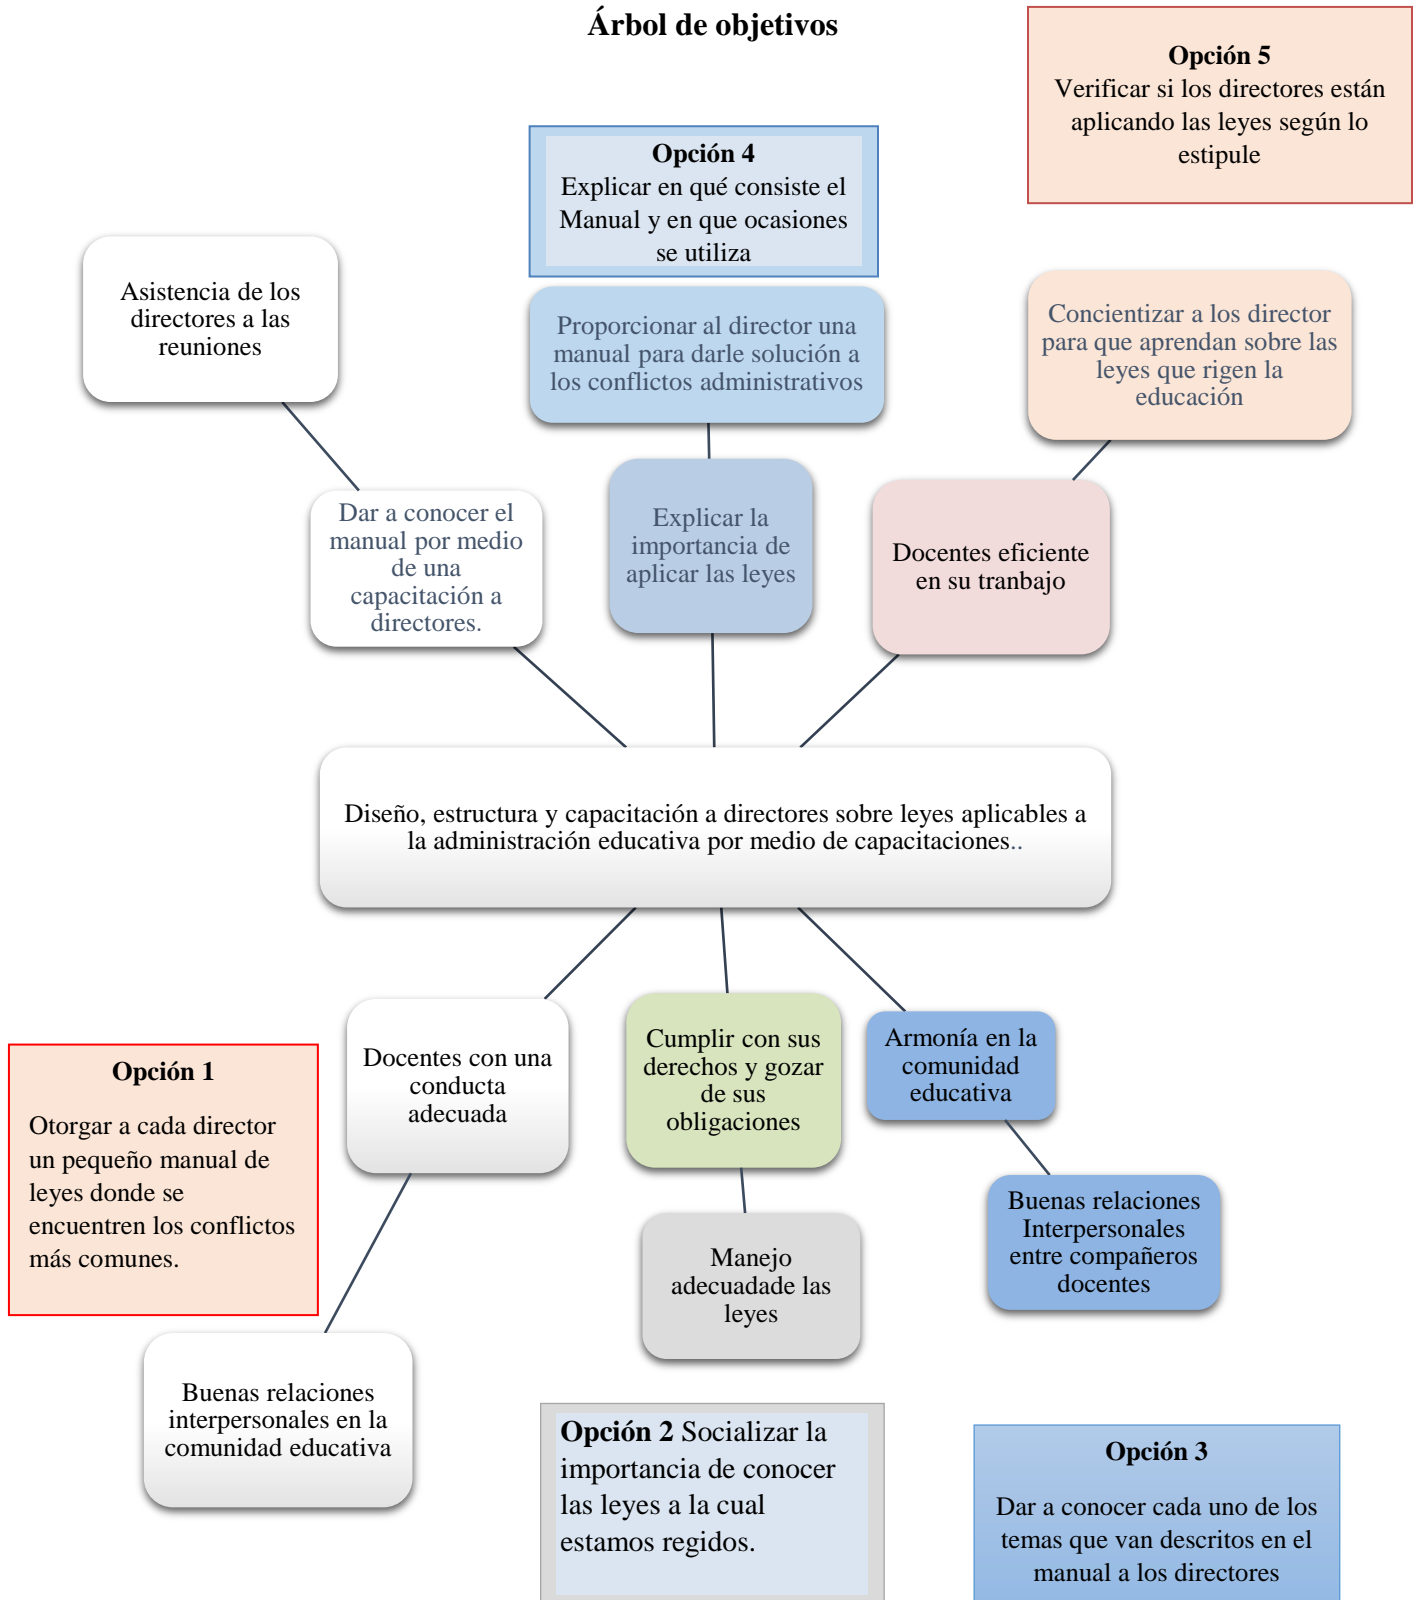 Árbol de objetivos
Opción 5
Verificar si los directores están
aplicando las leyes según lo
estipule
Opción 4
Explicar en qué consiste el
Manual y en que ocasiones
se utiliza
Asistencia de los
directores a las
reuniones
Proporcionar al director una
manual para darle solución a
los conflictos administrativos
Concientizar a los director
para que aprendan sobre las
leyes que rigen la
educación
Dar a conocer el
manual por medio
de una
capacitación a
directores.
Explicar la
importancia de
aplicar las leyes
Docentes eficiente
en su tranbajo
Diseño, estructura y capacitación a directores sobre leyes aplicables a
la administración educativa por medio de capacitaciones..
Docentes con una
conducta
adecuada
Cumplir con sus
derechos y gozar
de sus
obligaciones
Armonía en la
comunidad
educativa
Opción 1
Otorgar a cada director
un pequeño manual de
leyes donde se
encuentren los conflictos
más comunes.
Manejo
adecuadade las
leyes
Buenas relaciones
Interpersonales
entre compañeros
docentes
Buenas relaciones
interpersonales en la
comunidad educativa
Opción 2 Socializar la
importancia de conocer
las leyes a la cual
estamos regidos.
Opción 3
Dar a conocer cada uno de los
temas que van descritos en el
manual a los directores